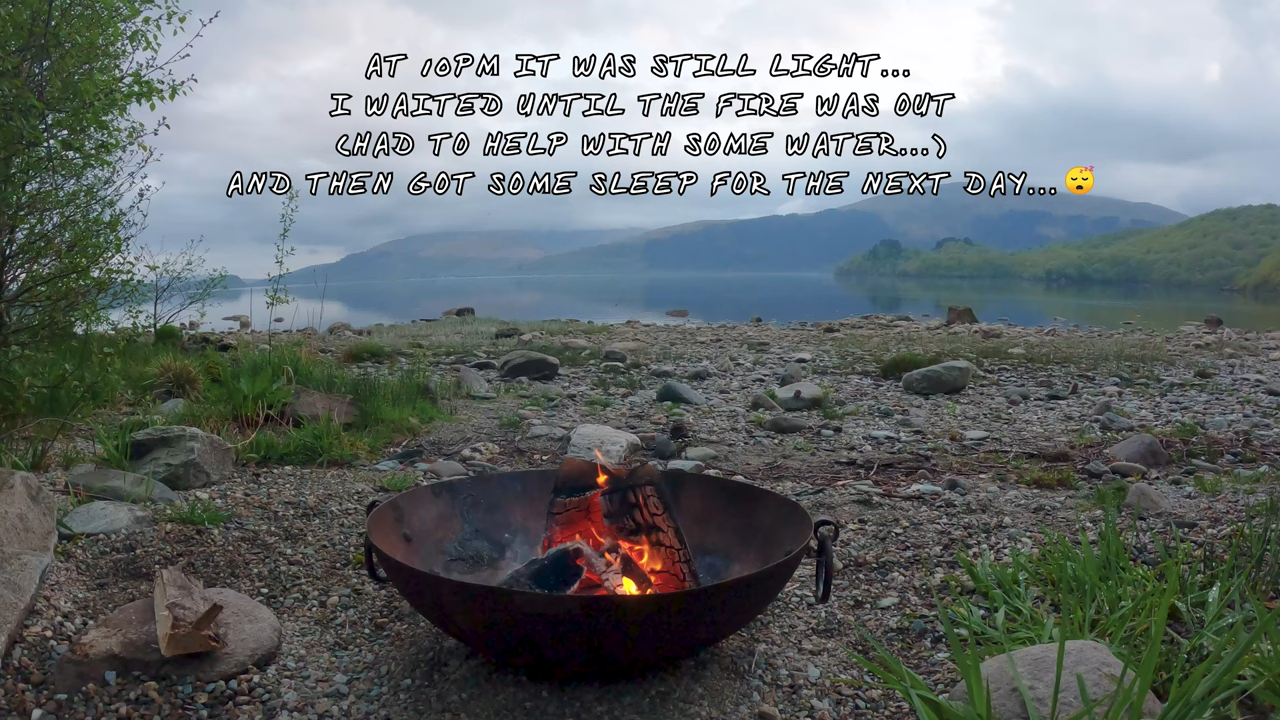 AT 10PM IT WAS STILL LIGHT...
I WAITED UNTIL THE FIRE WAS OUT
(HAD TO HELP WITH SOME WATER...)
AND THEN GOT SOME SLEEP FOR THE NEXT DAY...😴